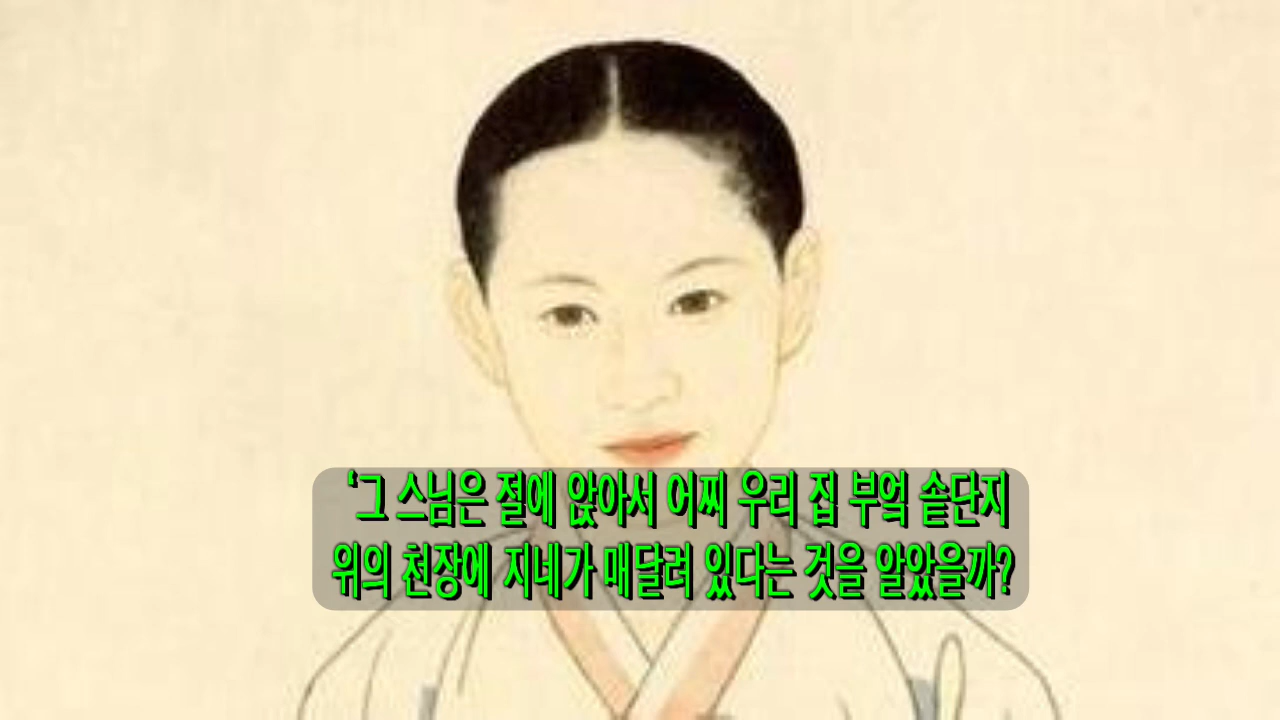 ‘그 스님은 절에 앉아서 어찌 우리 집 부엌 솥단지
위의 천장에 지네가 매달려 있다는 것을 알았을까?